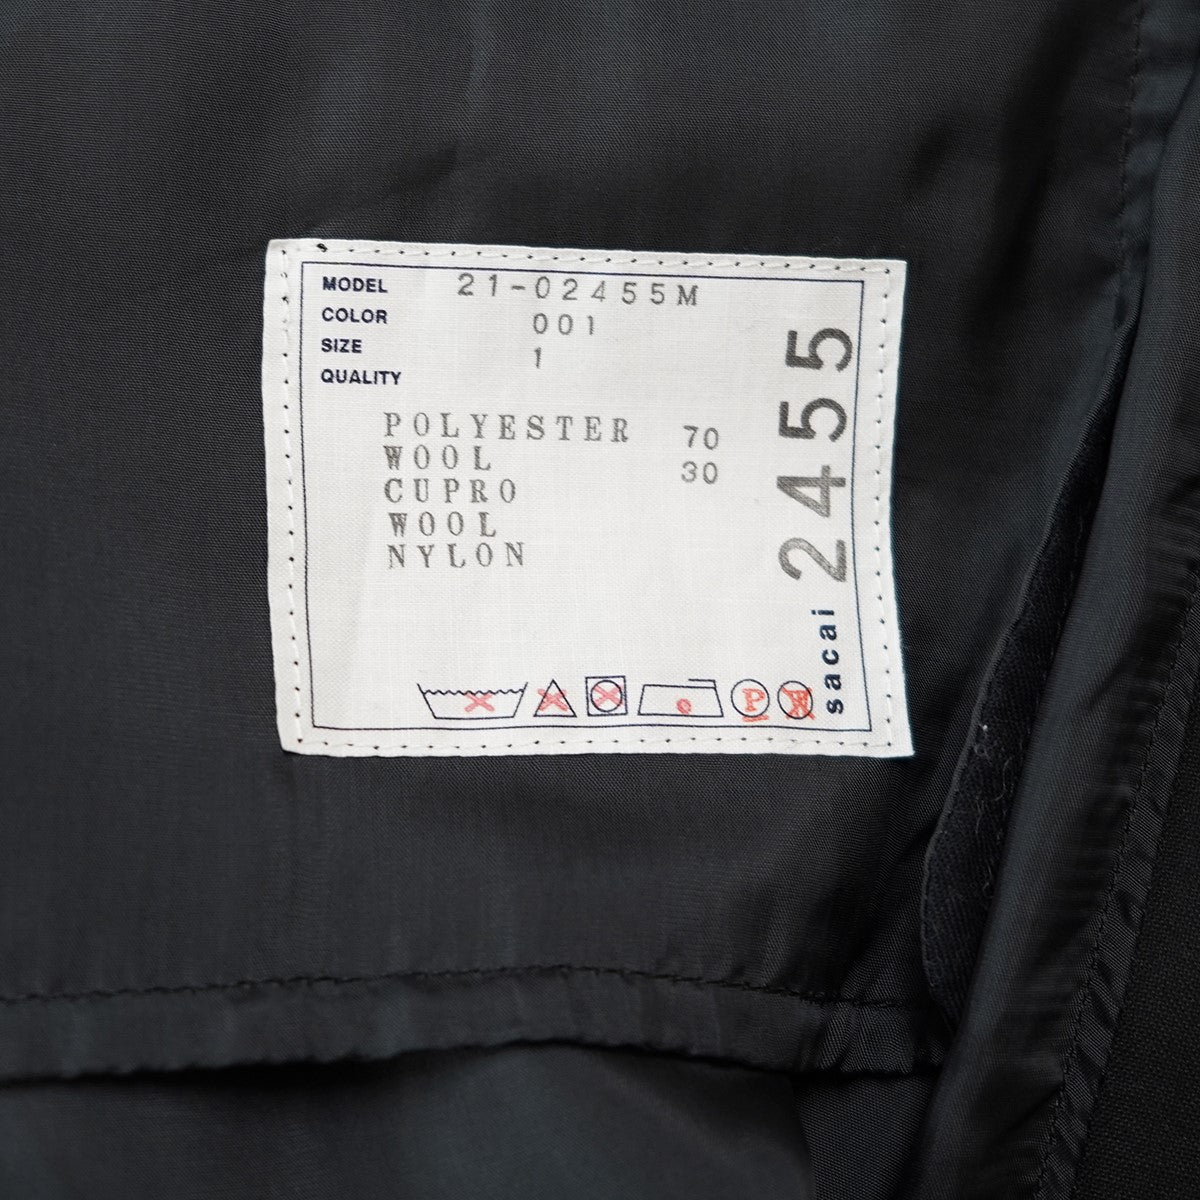 MODEL 21-02455M
COLOR 001
SIZE 1
QUALITY
POLYESTER 70
WOOL 30
CUPRO
WOOL
NYLON
sacai 2455
P W